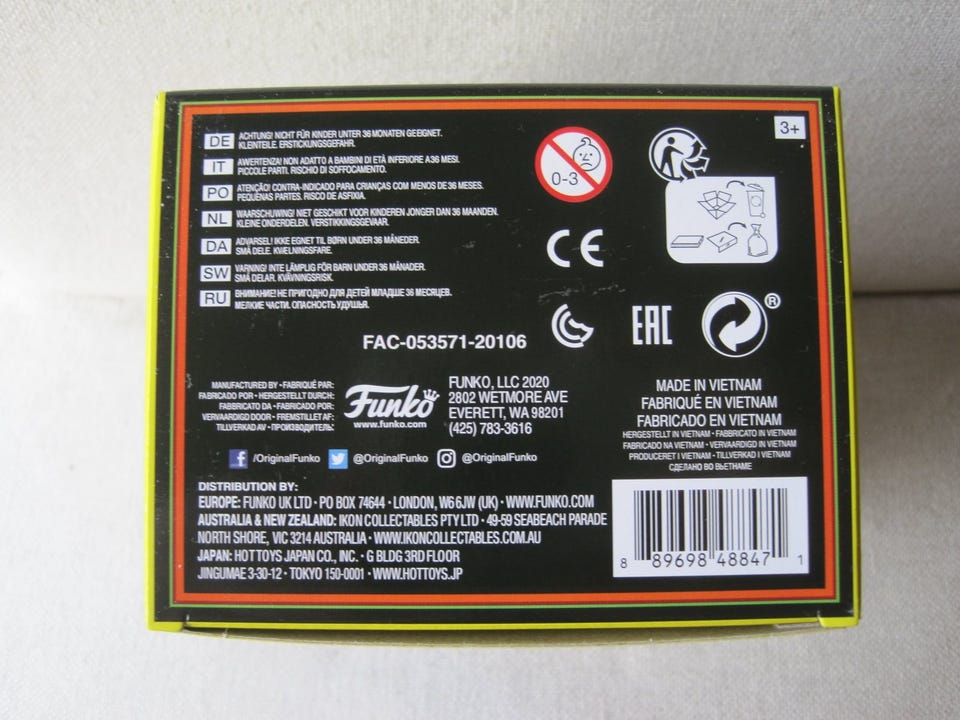 3+
DE ACHTUNG! NICHT FÜR KINDER UNTER 36 MONATEN GEEIGNET.
KLEINTEILE. ERSTICKUNGSGEFAHR.
IT AWERTENZA! NON ADATTO A BAMBINI DI ETÀ INFERIORE A 36 MESI.
PICCOLE PARTI. RISCHIO DI SOFFOCAMENTO.
PO ATENÇÃO! CONTRA-INDICADO PARA CRIANÇAS COM MENOS DE 36 MESES.
PEQUENAS PARTES. RISCO DE ASFIXIA.
NL WAARSCHUWING! NIET GESCHIKT VOOR KINDEREN JONGER DAN 36 MAANDEN.
KLEINE ONDERDELEN. VERSTIKKINGSGEVAAR.
DA ADVARSEL! IKKE EGNET TIL BØRN UNDER 36 MÅNEDER.
SMÅ DELE. KVÆLNINGSFARE.
SW VARNING! INTE LÄMPLIG FÖR BARN UNDER 36 MÅNADER.
SMÅ DELAR. KVÄVNINGSRISK.
RU ВНИМАНИЕ! НЕ ПРИГОДНО ДЛЯ ДЕТЕЙ МЛАДШЕ 36 МЕСЯЦЕВ.
МЕЛКИЕ ЧАСТИ. ОПАСНОСТЬ УДУШЬЯ.
0-3
CE
EAC
®
FAC-053571-20106
MANUFACTURED BY • FABRIQUÉ PAR:
FABRICADO POR • HERGESTELLT DURCH:
FABBRICATO DA • FABRICADO POR:
VERVAARDIGD DOOR • FREMSTILLET AF:
TILLVERKAD AV • ПРОИЗВОДИТЕЛЬ:
Funko
www.funko.com
FUNKO, LLC 2020
2802 WETMORE AVE
EVERETT, WA 98201
(425) 783-3616
MADE IN VIETNAM
FABRIQUÉ EN VIETNAM
FABRICADO EN VIETNAM
HERGESTELLT IN VIETNAM • FABBRICATO IN VIETNAM
FABRICADO NA VIETNAM • VERVAARDIGD IN VIETNAM
PRODUCERET I VIETNAM • TILLVERKAD I VIETNAM
СДЕЛАНО ВО ВЬЕТНАМЕ
/OriginalFunko @OriginalFunko @OriginalFunko
DISTRIBUTION BY:
EUROPE: FUNKO UK LTD • PO BOX 74644 • LONDON, W6 6JW (UK) • WWW.FUNKO.COM
AUSTRALIA & NEW ZEALAND: IKON COLLECTABLES PTY LTD • 49-59 SEABEACH PARADE
NORTH SHORE, VIC 3214 AUSTRALIA • WWW.IKONCOLLECTABLES.COM.AU
JAPAN: HOT TOYS JAPAN CO., INC. • G BLDG 3RD FLOOR
JINGUMAE 3-30-12 • TOKYO 150-0001 • WWW.HOTTOYS.JP
8 89698 48847 1